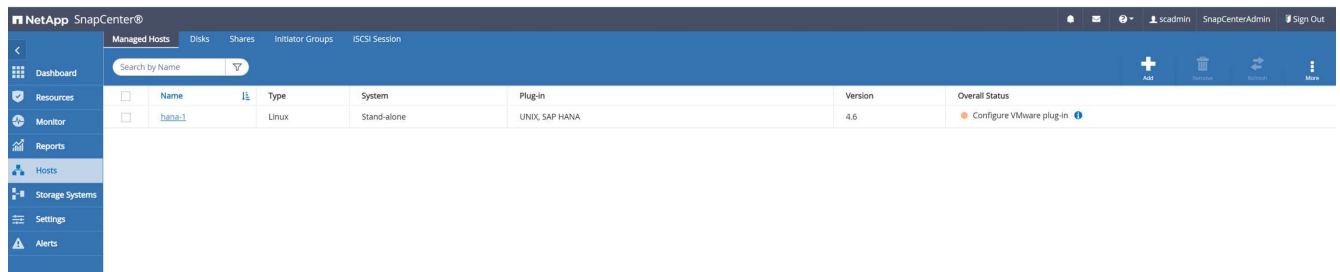 NetApp SnapCenter®
scadmin SnapCenterAdmin Sign Out
Managed Hosts Disks Shares Initiator Groups iSCSI Session
Search by Name
Add Remove Refresh More
Dashboard
Resources
Monitor
Reports
Hosts
Storage Systems
Settings
Alerts
Name Type System Plug-in Version Overall Status
hana-1 Linux Stand-alone UNIX, SAP HANA 4.6 Configure VMware plug-in